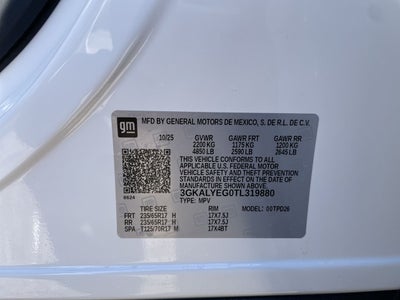 gm
MFD BY GENERAL MOTORS DE MEXICO, S. DE R.L. DE C.V.
10/25 GVWR GAWR FRT GAWR RR
2200 KG 1175 KG 1200 KG
4850 LB 2590 LB 2645 LB
THIS VEHICLE CONFORMS TO ALL
APPLICABLE U.S. FEDERAL MOTOR
VEHICLE SAFETY AND THEFT PREVENTION
STANDARDS IN EFFECT ON THE DATE OF
MANUFACTURE SHOWN ABOVE.
3GKALYEG0TL319880
TYPE: MPV
0624
TIRE SIZE RIM MODEL: 00TPD26
FRT 235/65R17 H 17X7.5J
RR 235/65R17 H 17X7.5J
SPA T125/70R17 M 17X4BT